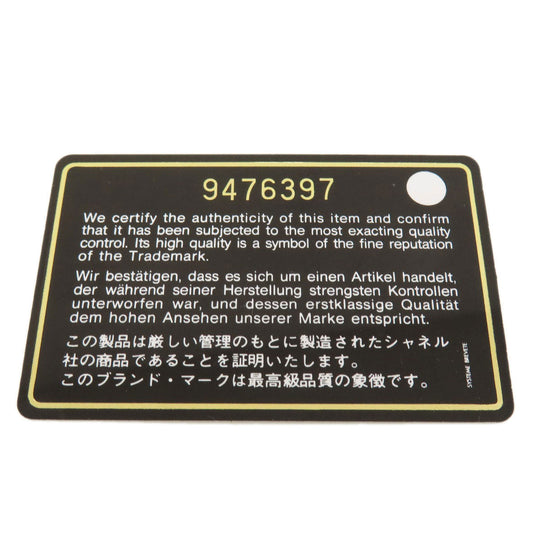 9476397
We certify the authenticity of this item and confirm
that it has been subjected to the most exacting quality
control. Its high quality is a symbol of the fine reputation
of the Trademark.
Wir bestätigen, dass es sich um einen Artikel handelt,
der während seiner Herstellung strengsten Kontrollen
unterworfen war, und dessen erstklassige Qualität
dem hohen Ansehen unserer Marke entspricht.
この製品は厳しい管理のもとに製造されたシャネル
社の商品であることを証明いたします。
このブランド・マークは最高級品質の象徴です。
SYSTEME BREVETE